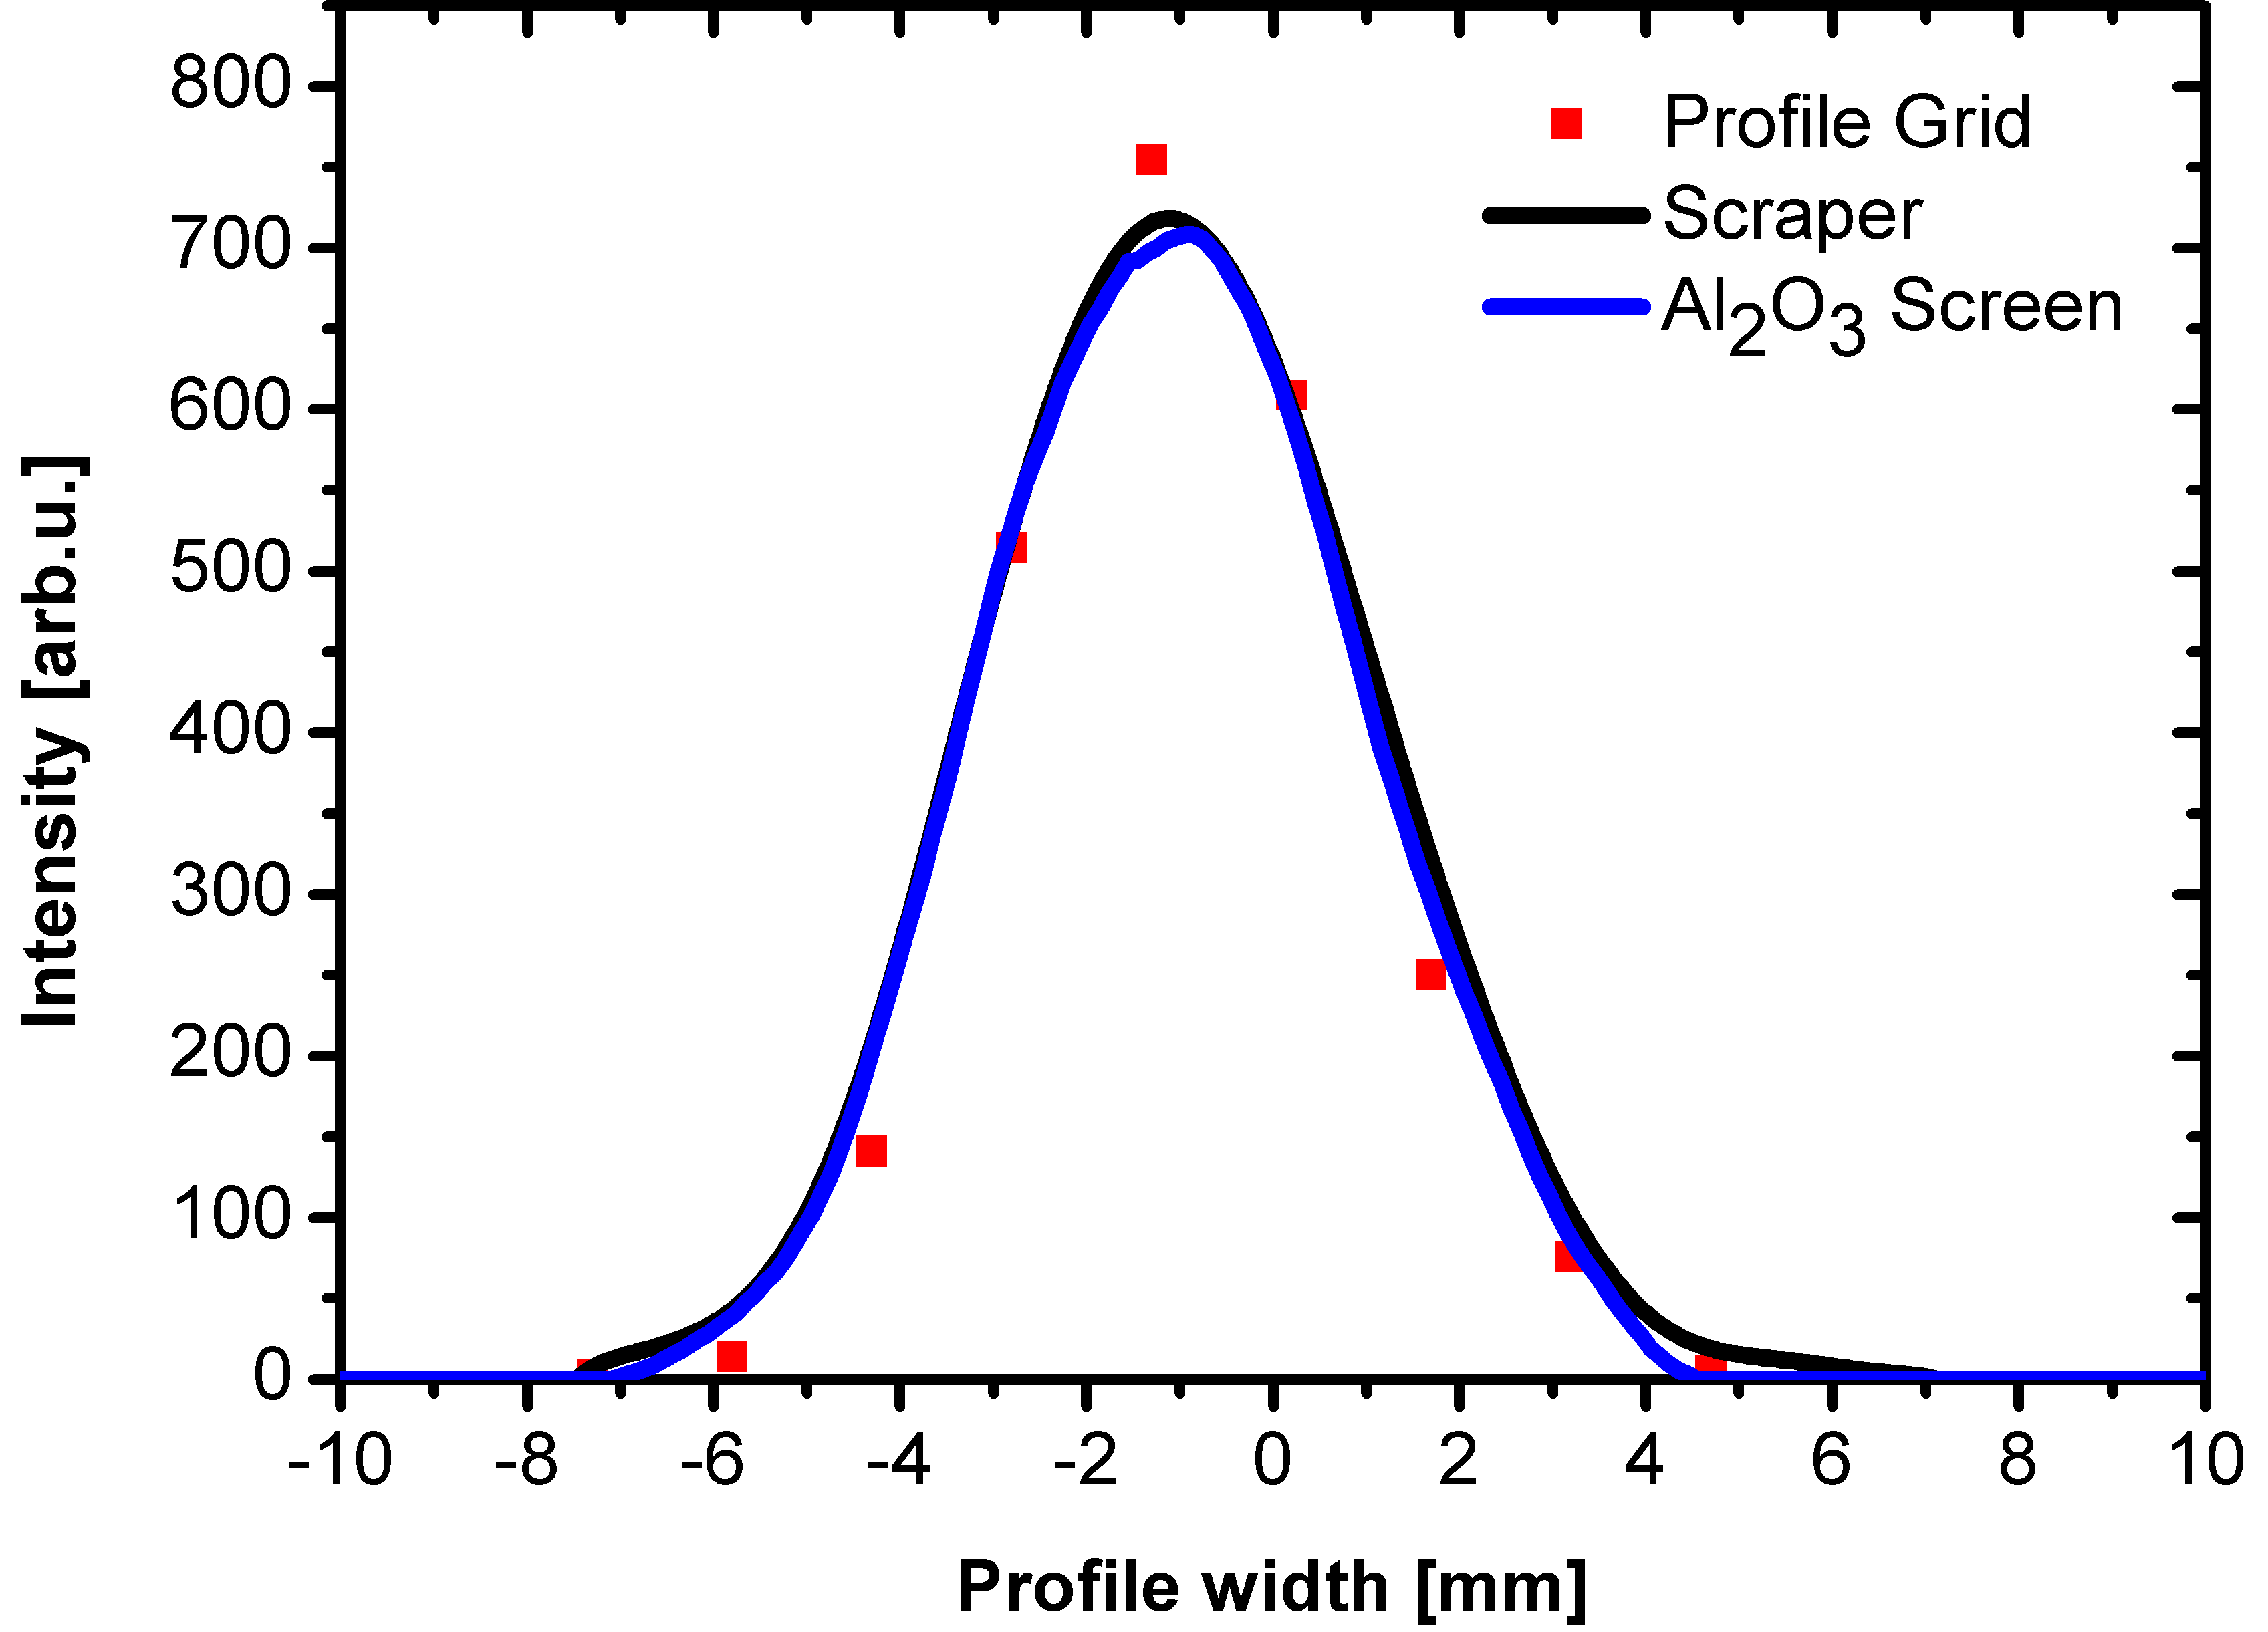 800
700
600
500
400
300
200
100
0
Intensity [arb.u.]
Profile Grid
Scraper
Al2O3 Screen
-10 -8 -6 -4 -2 0 2 4 6 8 10
Profile width [mm]